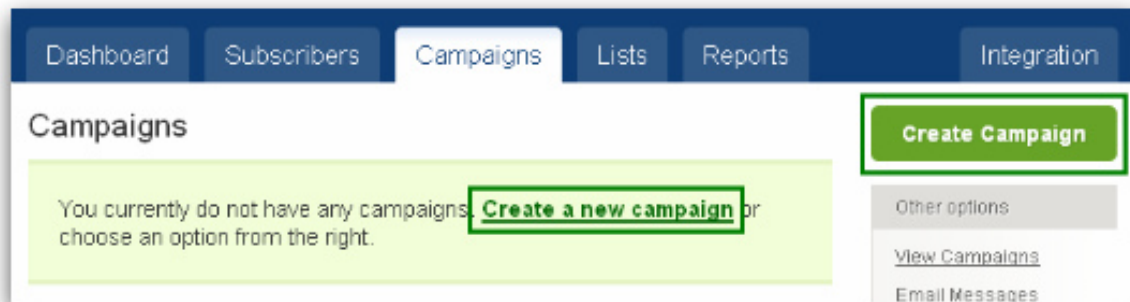 Dashboard Subscribers Campaigns Lists Reports Integration
Campaigns
Create Campaign
You currently do not have any campaigns. Create a new campaign or
choose an option from the right.
Other options
View Campaigns
Email Messages